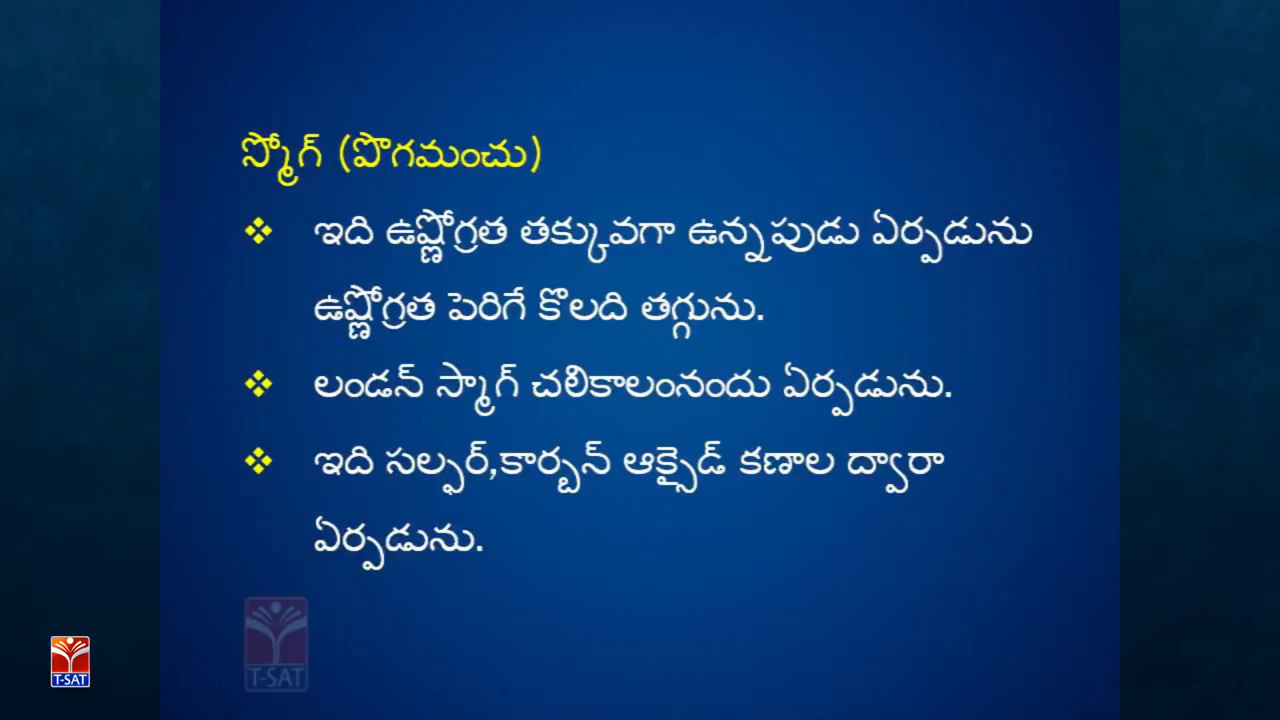 స్మోగ్ (పొగమంచు)
❖ ఇది ఉష్ణోగ్రత తక్కువగా ఉన్నపుడు ఏర్పడును
ఉష్ణోగ్రత పెరిగే కొలది తగ్గును.
❖ లండన్ స్మాగ్ చలికాలంనందు ఏర్పడును.
❖ ఇది సల్ఫర్,కార్బన్ ఆక్సైడ్ కణాల ద్వారా
ఏర్పడును.
T-SAT
T-SAT